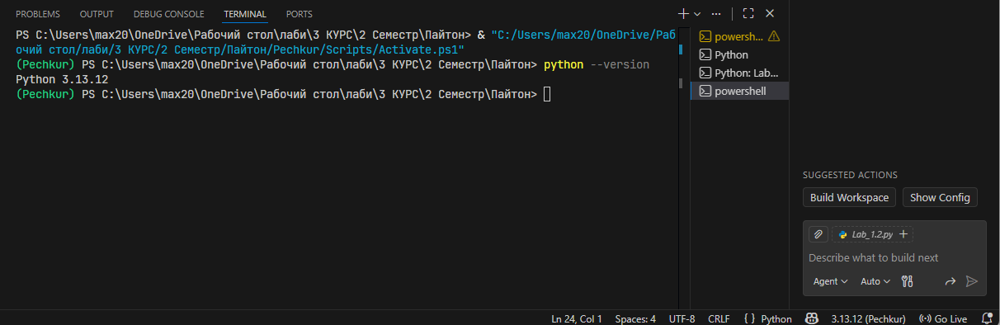 PROBLEMS OUTPUT DEBUG CONSOLE TERMINAL PORTS
PS C:\Users\max20\OneDrive\Рабочий стол\лаби\3 КУРС\2 Семестр\Пайтон> & "C:/Users/max20/OneDrive/Раб
очий стол/лаби/3 КУРС/2 Семестр/Пайтон/Pechkur/Scripts/Activate.ps1"
(Pechkur) PS C:\Users\max20\OneDrive\Рабочий стол\лаби\3 КУРС\2 Семестр\Пайтон> python --version
Python 3.13.12
(Pechkur) PS C:\Users\max20\OneDrive\Рабочий стол\лаби\3 КУРС\2 Семестр\Пайтон>
powersh...
Python
Python: Lab...
powershell
SUGGESTED ACTIONS
Build Workspace Show Config
Lab_1.2.py
Describe what to build next
Agent Auto
Ln 24, Col 1 Spaces: 4 UTF-8 CRLF { } Python 3.13.12 (Pechkur) Go Live